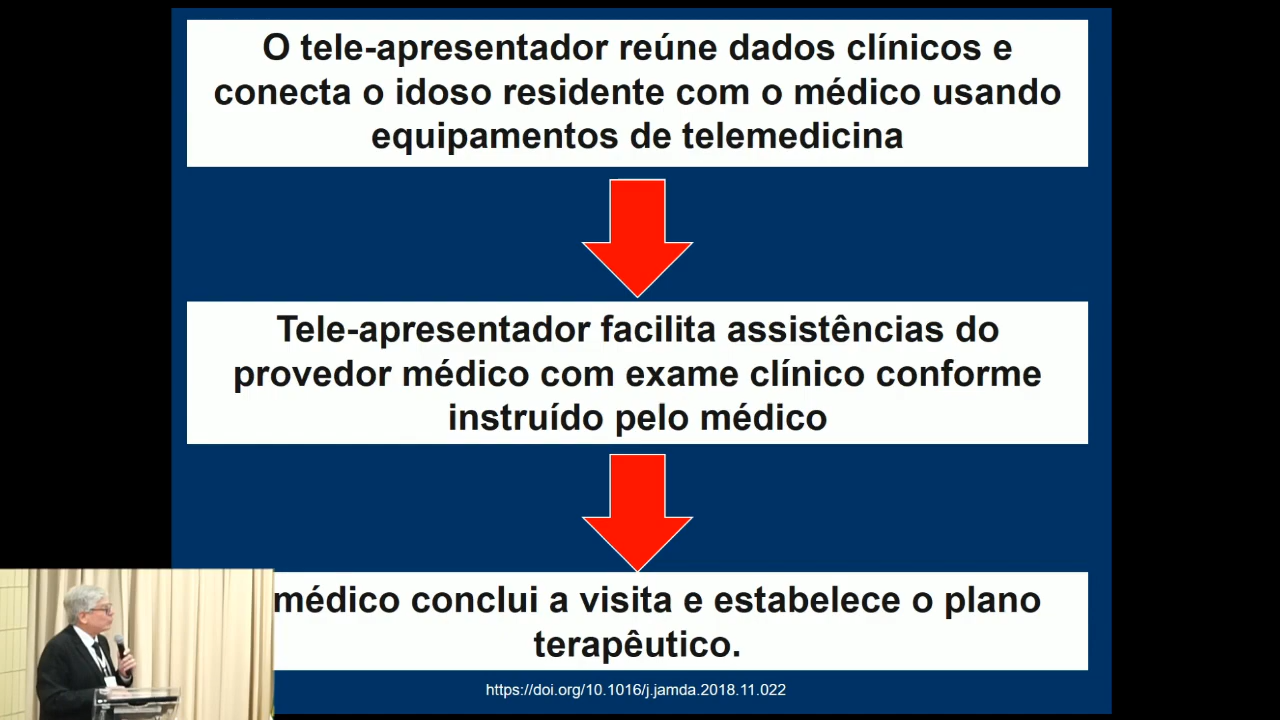 O tele-apresentador reúne dados clínicos e
conecta o idoso residente com o médico usando
equipamentos de telemedicina
Tele-apresentador facilita assistências do
provedor médico com exame clínico conforme
instruído pelo médico
médico conclui a visita e estabelece o plano
terapêutico.
https://doi.org/10.1016/j.jamda.2018.11.022